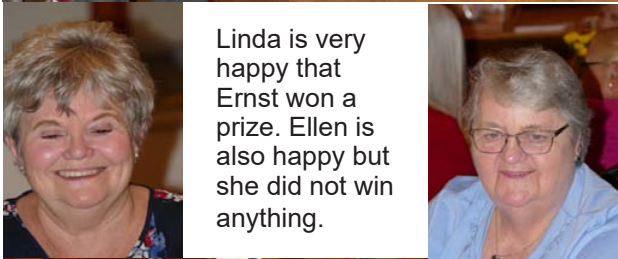 Linda is very
happy that
Ernst won a
prize. Ellen is
also happy but
she did not win
anything.